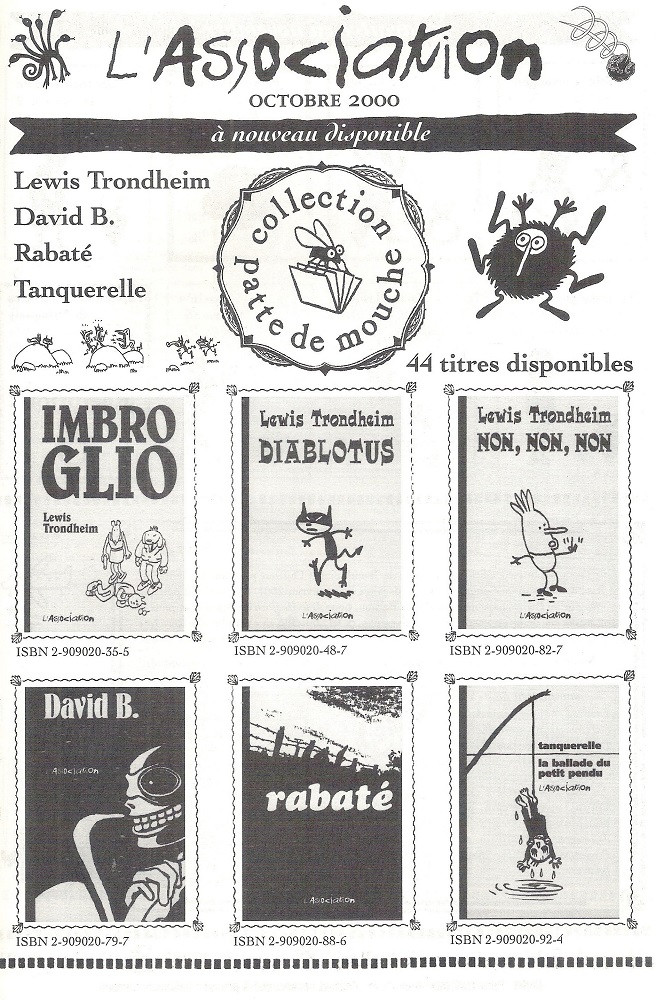 L'Association
OCTOBRE 2000
à nouveau disponible
Lewis Trondheim
David B.
Rabaté
Tanquerelle
collection
patte de mouche
44 titres disponibles
IMBRO
GLIO
Lewis
Trondheim
L'Association
ISBN 2-909020-35-5
Lewis Trondheim
DIABLOTUS
L'Association
ISBN 2-909020-48-7
Lewis Trondheim
NON, NON, NON
L'Association
ISBN 2-909020-82-7
David B.
L'Association
ISBN 2-909020-79-7
rabaté
L'Association
ISBN 2-909020-88-6
tanquerelle
la ballade du
petit pendu
L'Association
ISBN 2-909020-92-4